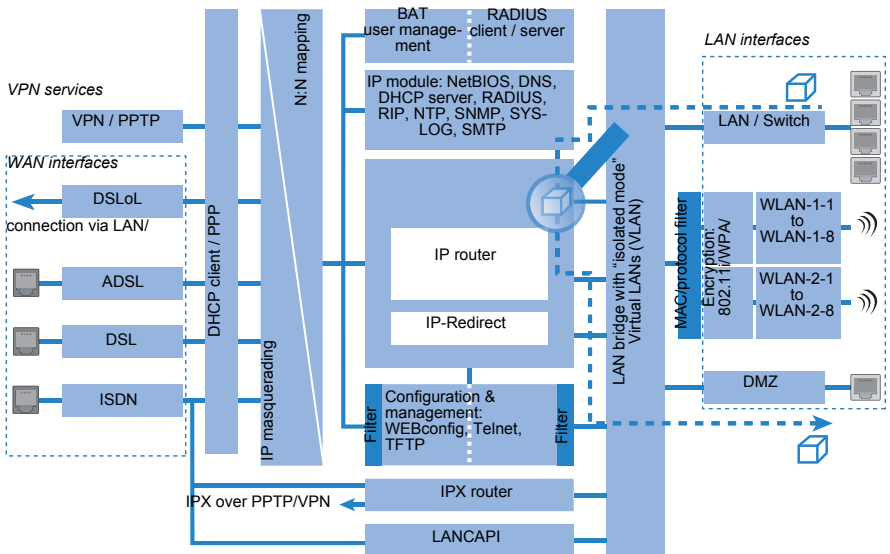 BAT
user manage-
ment
RADIUS
client / server
LAN interfaces
VPN services
VPN / PPTP
WAN interfaces
DSLoL
connection via LAN/
ADSL
DSL
ISDN
DHCP client / PPP
IP masquerading
N:N mapping
IP module: NetBIOS, DNS,
DHCP server, RADIUS,
RIP, NTP, SNMP, SYS-
LOG, SMTP
IP router
IP-Redirect
Filter
Configuration &
management:
WEBconfig, Telnet,
TFTP
Filter
IPX over PPTP/VPN
IPX router
LANCAPI
LAN bridge with “isolated mode”
Virtual LANs (VLAN)
LAN / Switch
MAC/protocol filter
Encryption:
802.11i/WPA/
WLAN-1-1
to
WLAN-1-8
WLAN-2-1
to
WLAN-2-8
DMZ